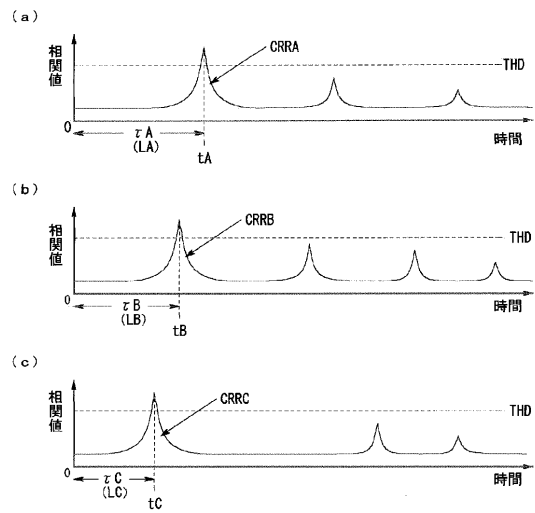 (a)
相関値
CRRA
THD
0
τA
(LA)
tA
時間
(b)
相関値
CRRB
THD
0
τB
(LB)
tB
時間
(c)
相関値
CRRC
THD
0
τC
(LC)
tC
時間